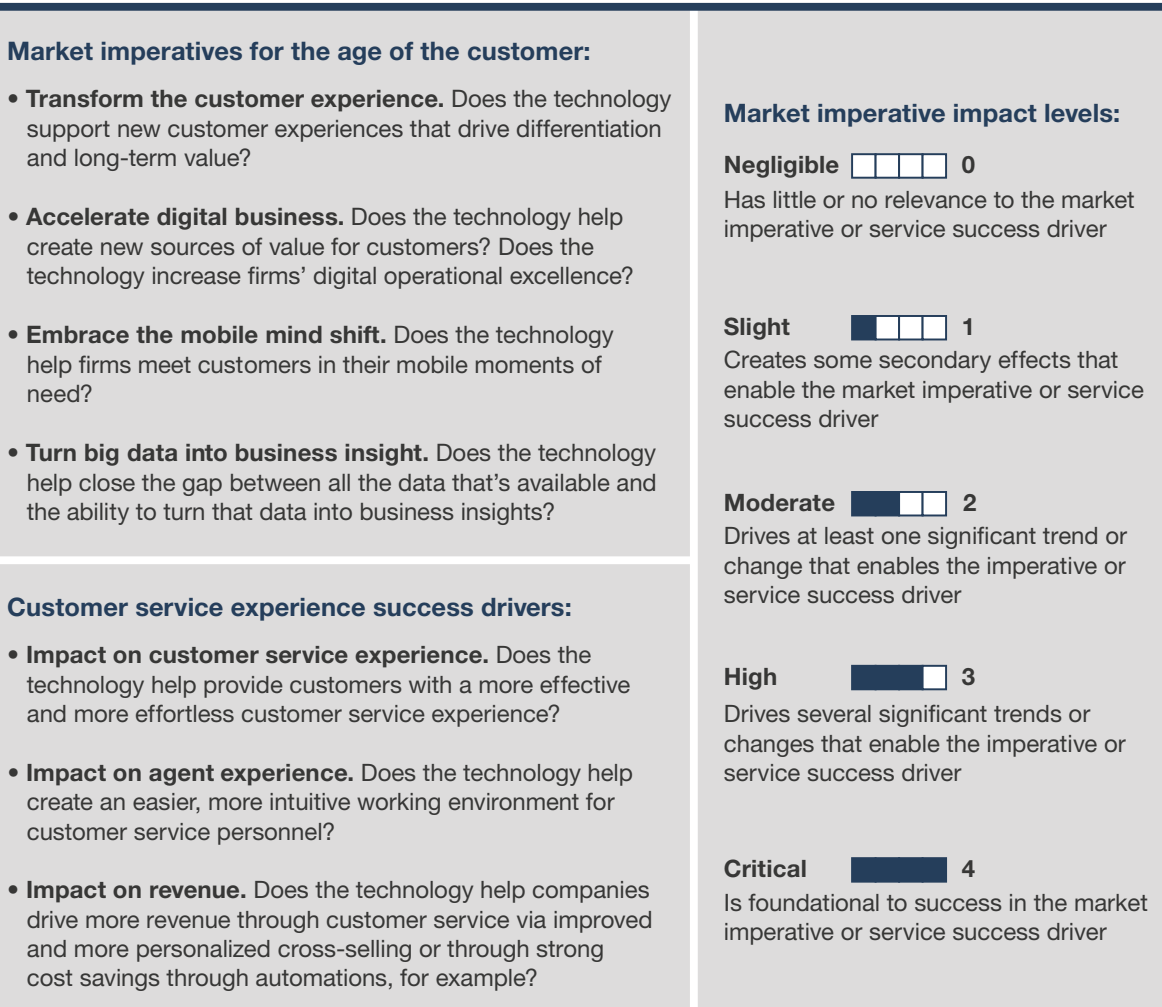 Market imperatives for the age of the customer:
• Transform the customer experience. Does the technology
support new customer experiences that drive differentiation
and long-term value?
• Accelerate digital business. Does the technology help
create new sources of value for customers? Does the
technology increase firms’ digital operational excellence?
• Embrace the mobile mind shift. Does the technology
help firms meet customers in their mobile moments of
need?
• Turn big data into business insight. Does the technology
help close the gap between all the data that’s available and
the ability to turn that data into business insights?
Customer service experience success drivers:
• Impact on customer service experience. Does the
technology help provide customers with a more effective
and more effortless customer service experience?
• Impact on agent experience. Does the technology help
create an easier, more intuitive working environment for
customer service personnel?
• Impact on revenue. Does the technology help companies
drive more revenue through customer service via improved
and more personalized cross-selling or through strong
cost savings through automations, for example?
Market imperative impact levels:
Negligible 0
Has little or no relevance to the market
imperative or service success driver
Slight 1
Creates some secondary effects that
enable the market imperative or service
success driver
Moderate 2
Drives at least one significant trend or
change that enables the imperative or
service success driver
High 3
Drives several significant trends or
changes that enable the imperative or
service success driver
Critical 4
Is foundational to success in the market
imperative or service success driver